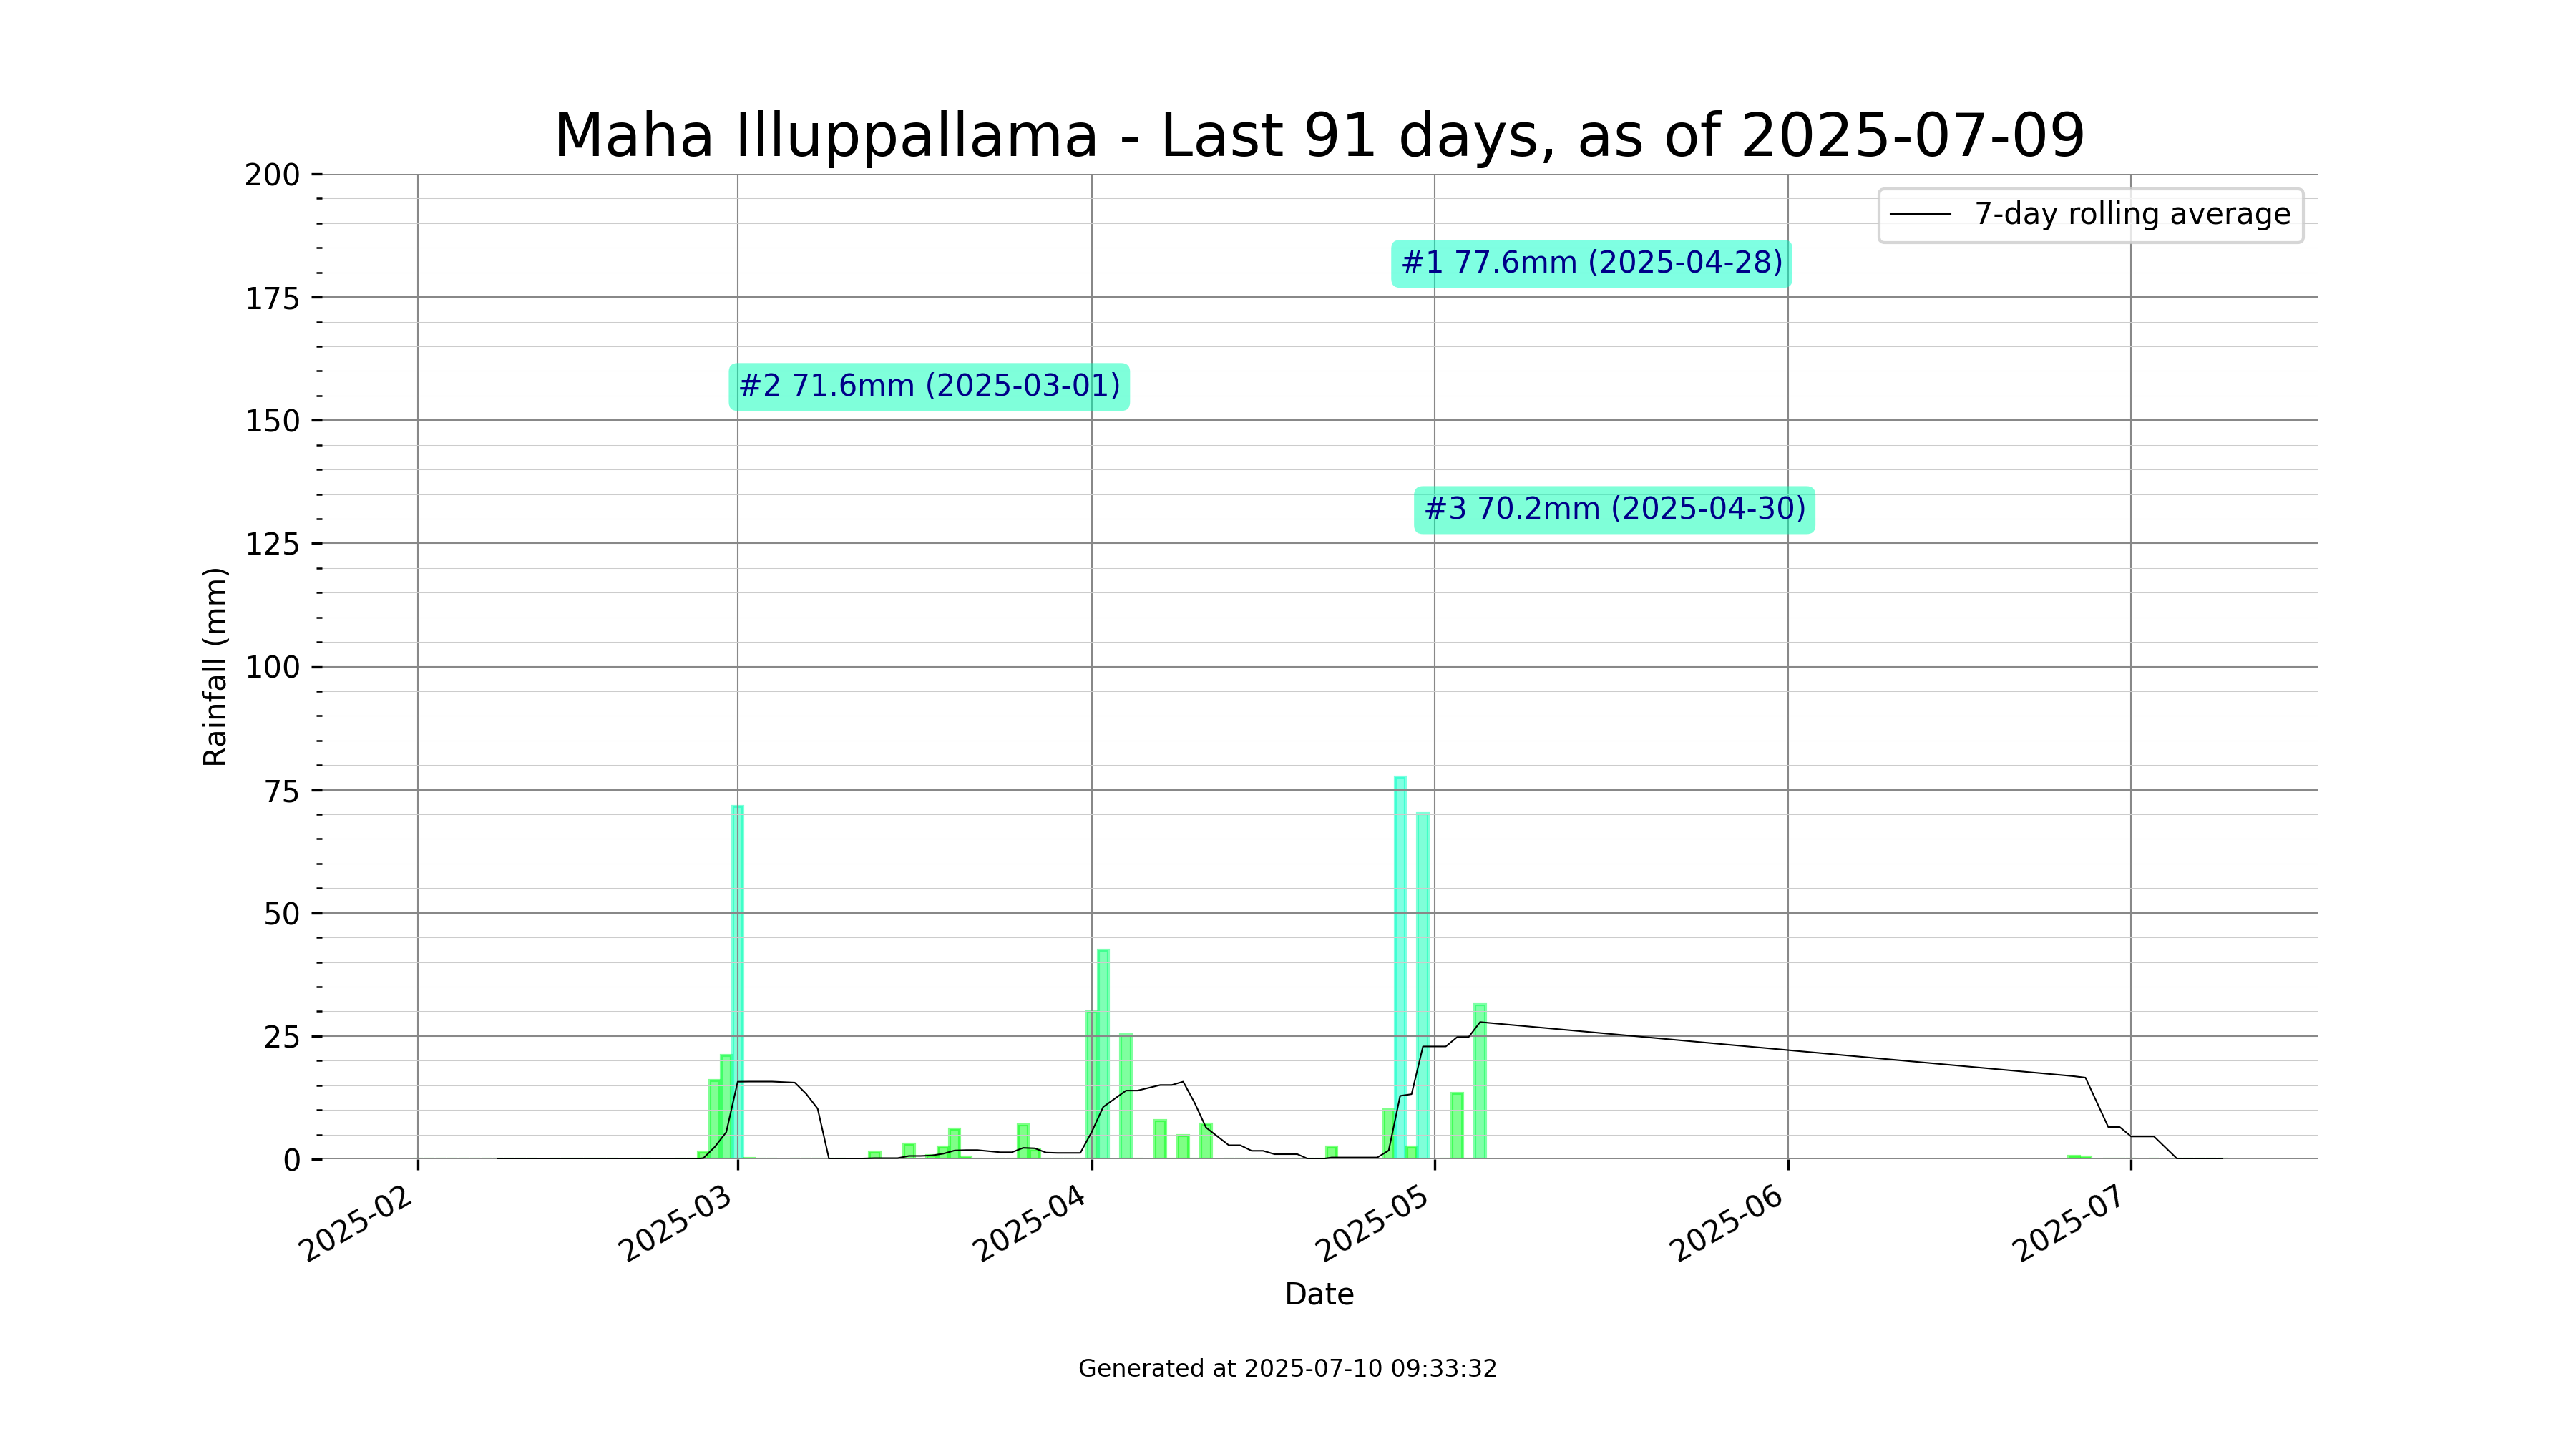 Maha Illuppallama - Last 91 days, as of 2025-07-09
200
175
150
125
100
75
50
25
0
Rainfall (mm)
7-day rolling average
#1 77.6mm (2025-04-28)
#2 71.6mm (2025-03-01)
#3 70.2mm (2025-04-30)
2025-02
2025-03
2025-04
2025-05
2025-06
2025-07
Date
Generated at 2025-07-10 09:33:32